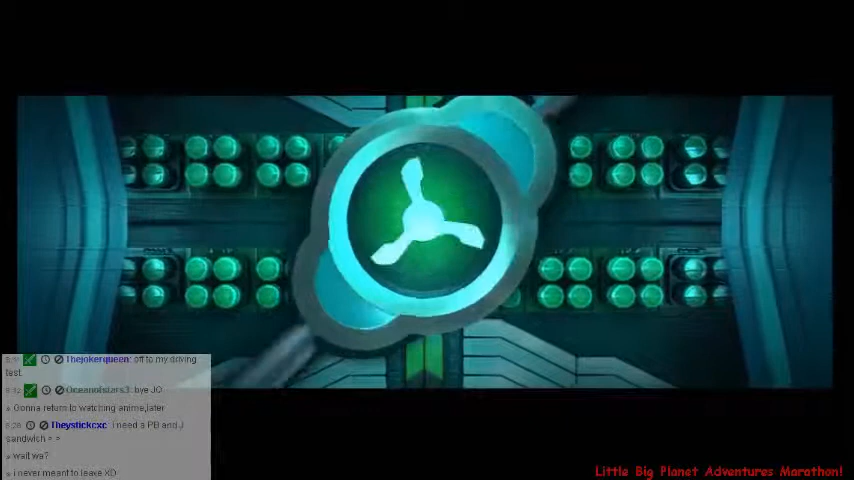 Thejokerqueen: off to my driving
test.
Oceanofstars3: bye JO
» Gonna return to watching anime,later
Theystickcxc: i need a PB and J
sandwich = >
» wait wa?
» i never meant to leave XD
Little Big Planet Adventures Marathon!